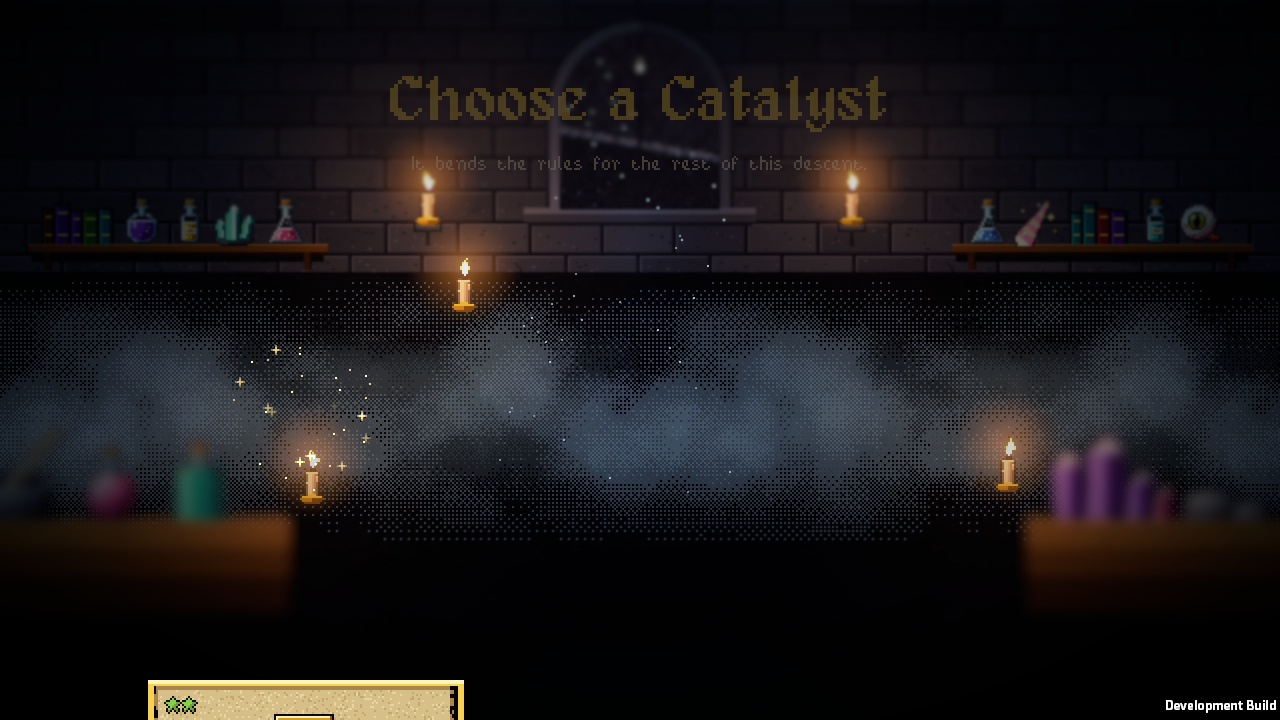 Choose a Catalyst
It bends the rules for the rest of this descent.
Development Build